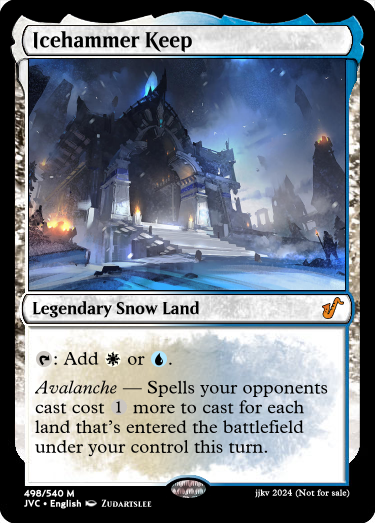 Icehammer Keep
Legendary Snow Land
: Add or .
Avalanche — Spells your opponents
cast cost 1 more to cast for each
land that's entered the battlefield
under your control this turn.
498/540 M
JVC • English Zudartslee
jjkv 2024 (Not for sale)